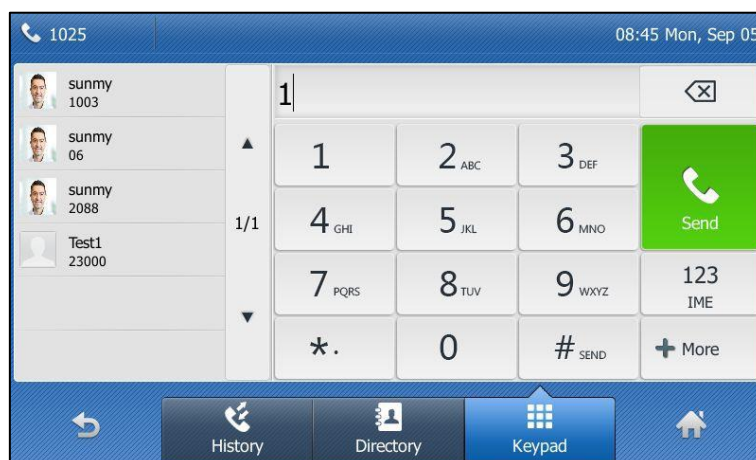 1025
08:45 Mon, Sep 05
sunmy
1003
sunmy
06
sunmy
2088
Test1
23000
1/1
1
1
2 ABC
3 DEF
Send
4 GHI
5 JKL
6 MNO
7 PQRS
8 TUV
9 WXYZ
123
IME
*.
0
# SEND
+ More
History
Directory
Keypad